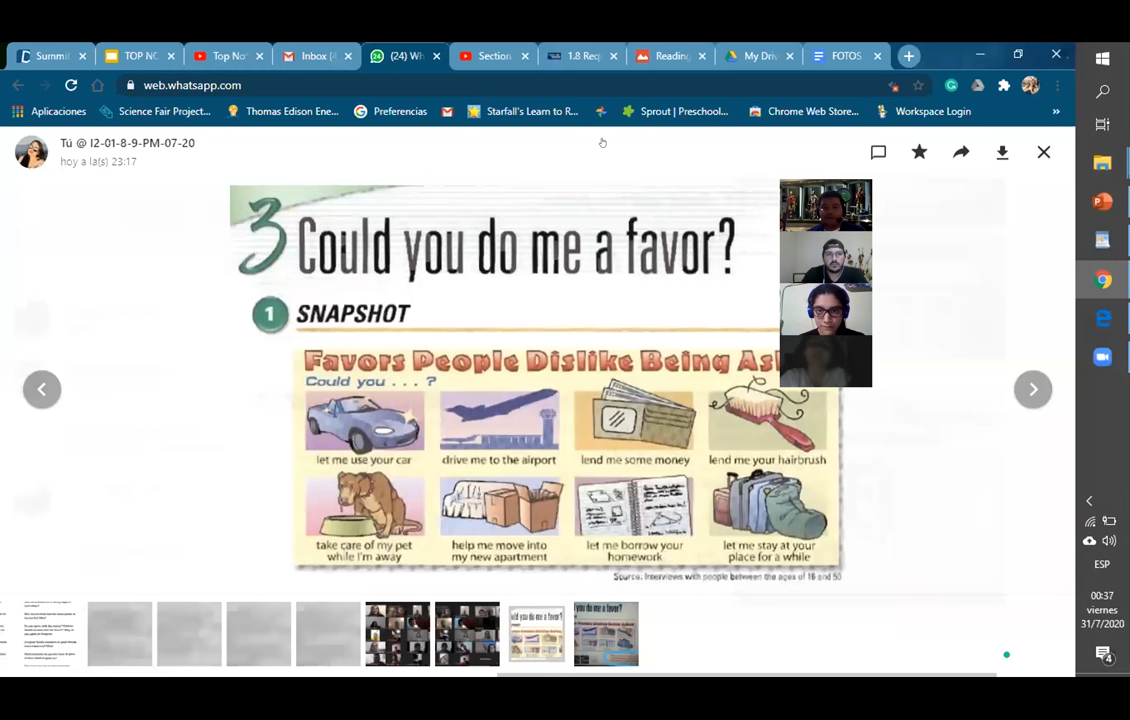 Summit
TOP NO
Top Not
Inbox (4
(24) Wh
Section
1.8 Req
Reading
My Driv
FOTOS
web.whatsapp.com
Aplicaciones
Science Fair Project...
Thomas Edison Ene...
Preferencias
Starfall's Learn to R...
Sprout | Preschool...
Chrome Web Store...
Workspace Login
»
Tú @ I2-01-8-9-PM-07-20
hoy a la(s) 23:17
3 Could you do me a favor?
1 SNAPSHOT
Favors People Dislike Being As
Could you . . . ?
let me use your car
drive me to the airport
lend me some money
lend me your hairbrush
take care of my pet
while I'm away
help me move into
my new apartment
let me borrow your
homework
let me stay at your
place for a while
Source: Interviews with people between the ages of 16 and 50
ESP
00:37
viernes
31/7/2020
4